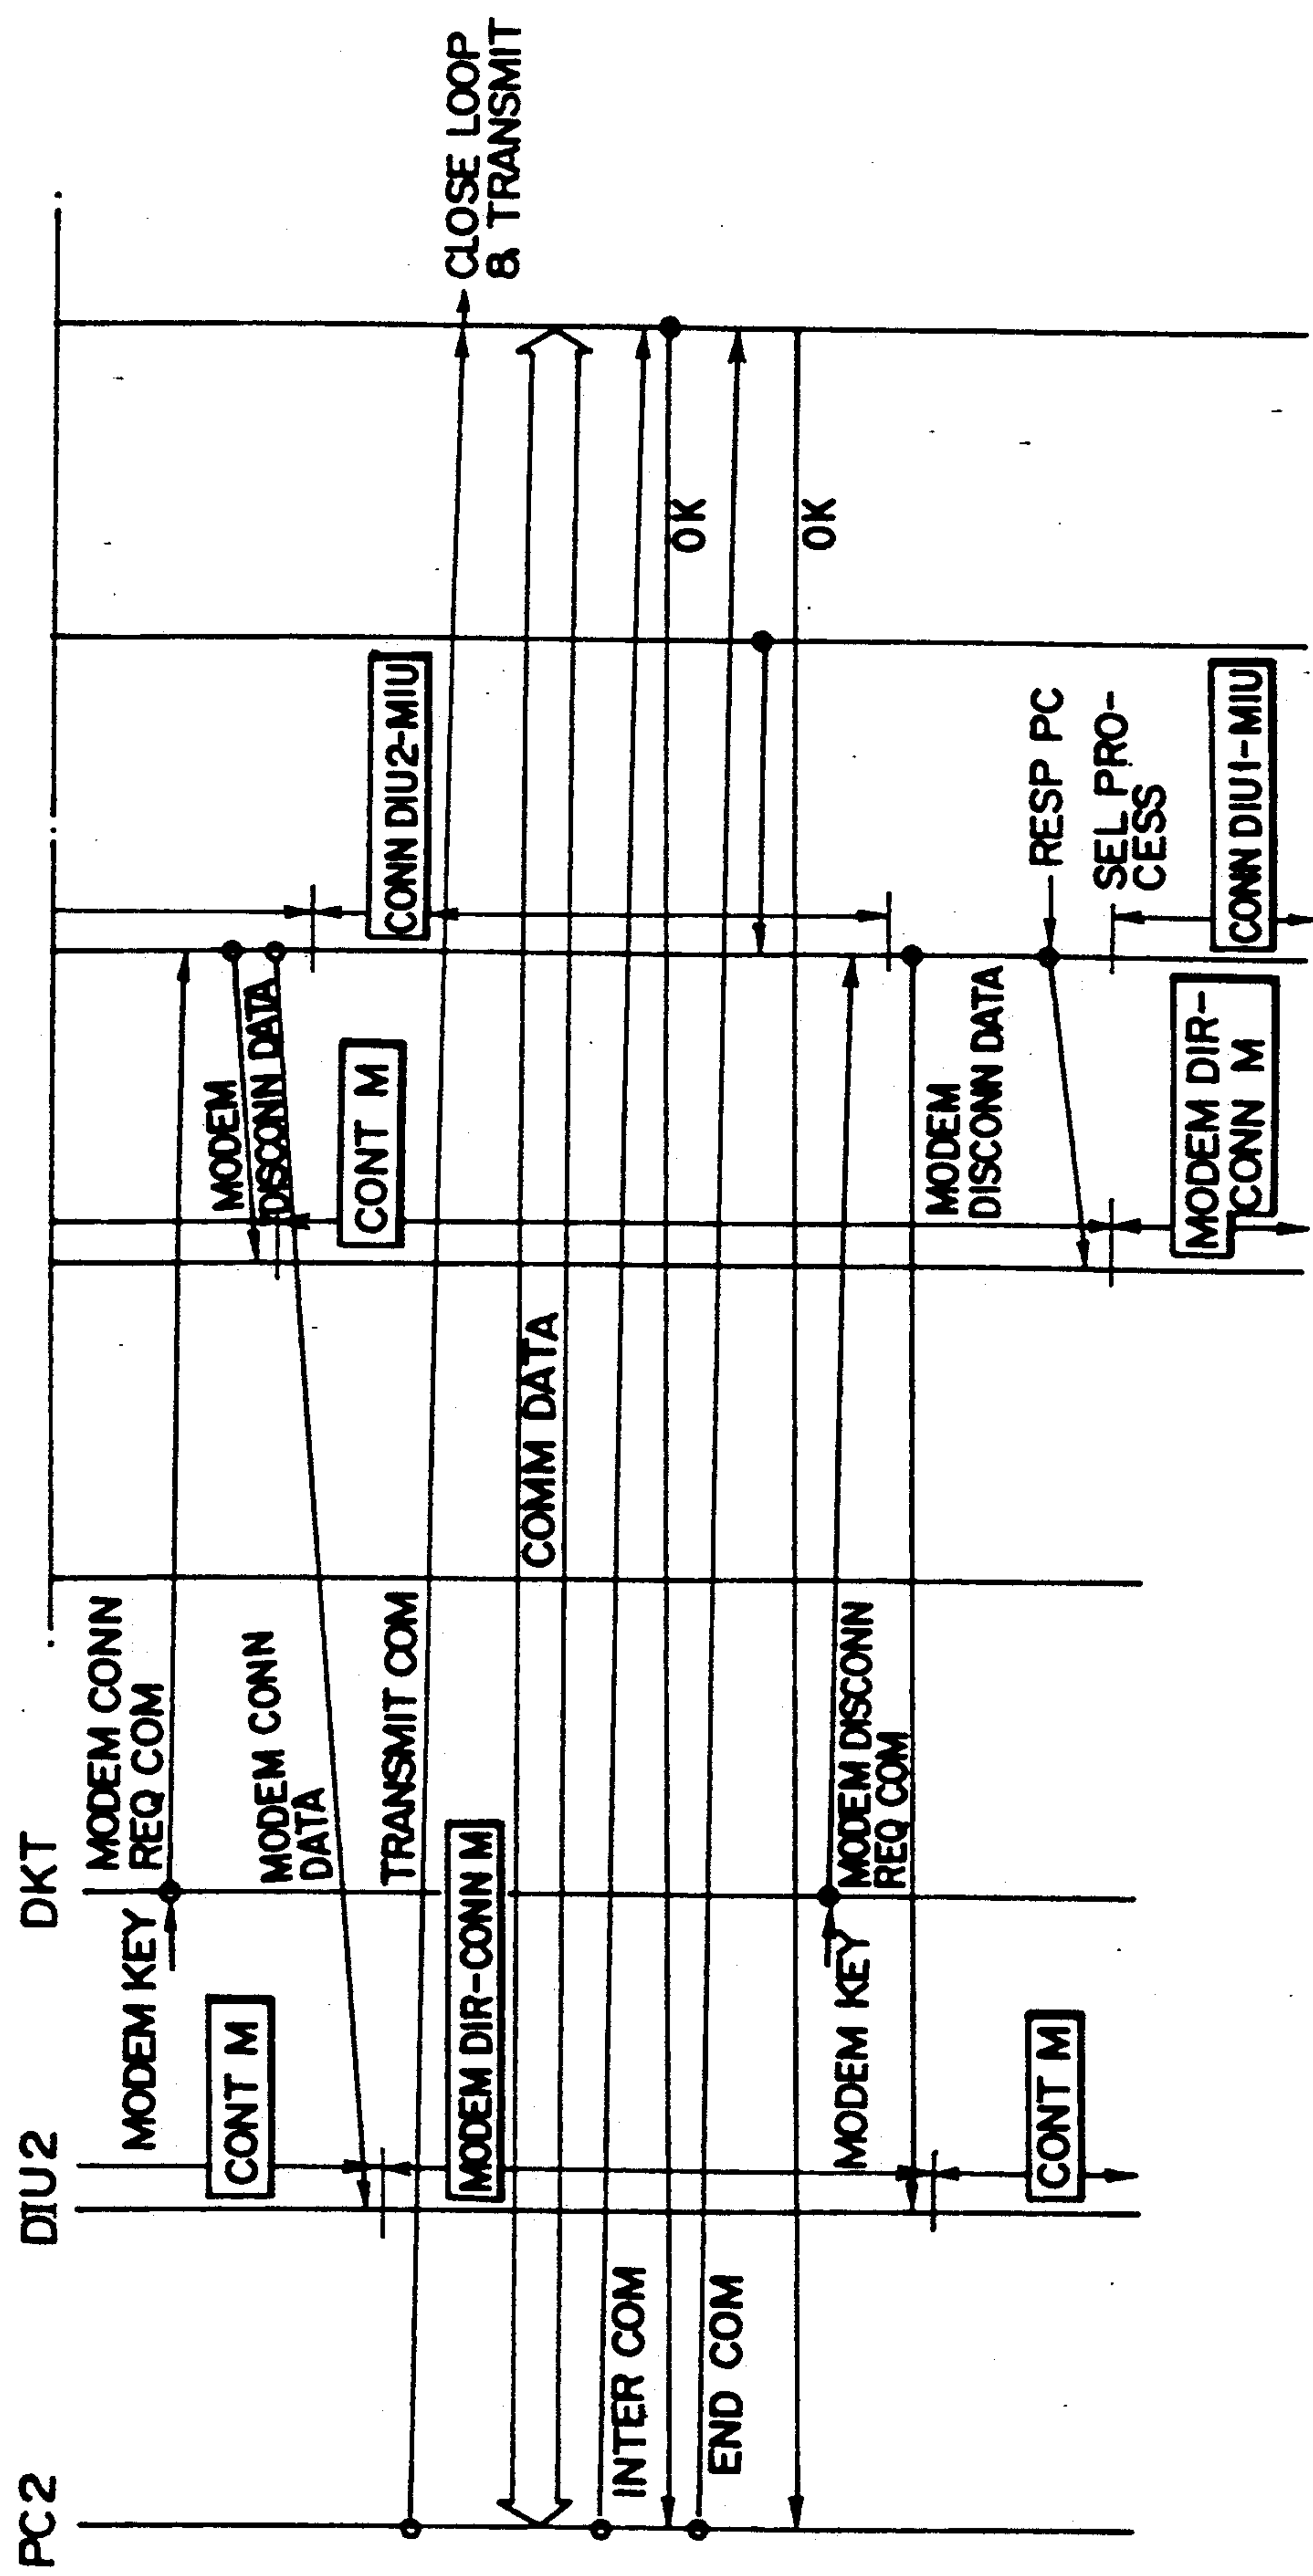 PC2
DIU2
DKT
MODEM KEY
MODEM CONN
REQ COM
CONT M
MODEM CONN
DATA
MODEM
DISCONN DATA
CONT M
CONN DIU2-MIU
TRANSMIT COM
CLOSE LOOP
& TRANSMIT
MODEM DIR-CONN M
COMM DATA
INTER COM
OK
END COM
OK
MODEM KEY
MODEM DISCONN
REQ COM
MODEM
DISCONN DATA
CONT M
RESP PC
SEL PRO-
CESS
MODEM DIR-
CONN M
CONN DIU1-MIU